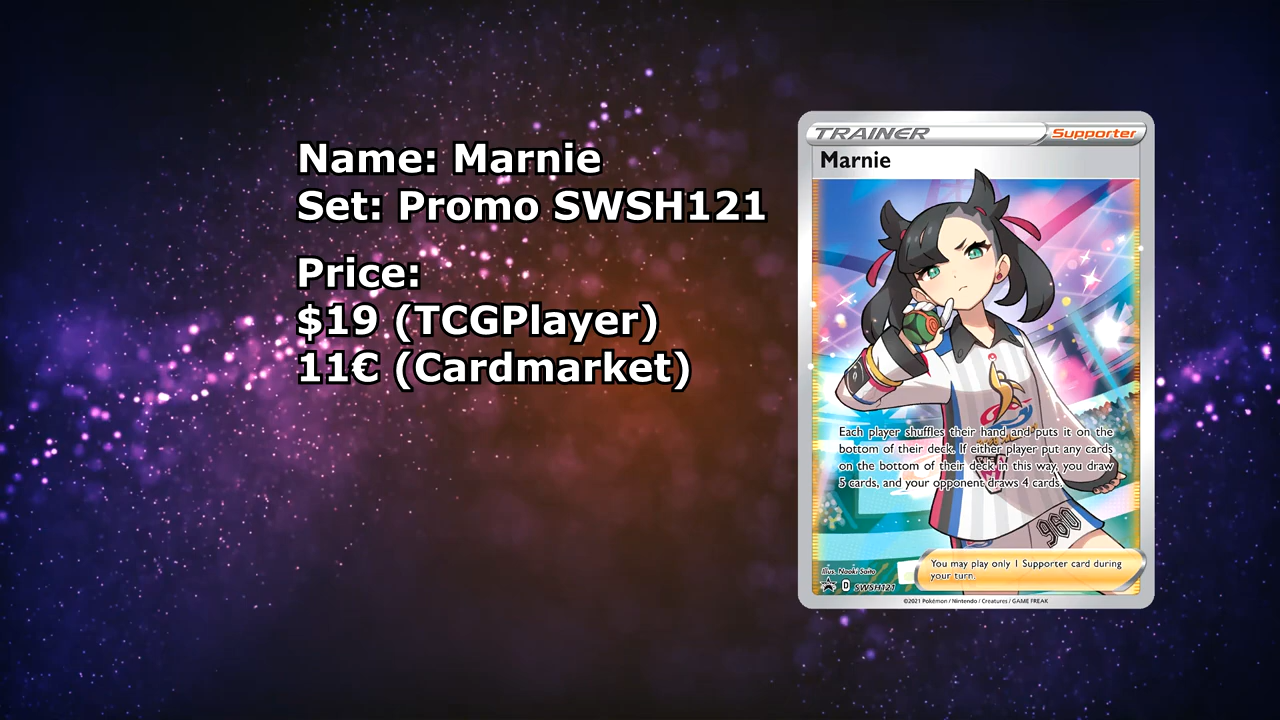 Name: Marnie
Set: Promo SWSH121
Price:
$19 (TCGPlayer)
11€ (Cardmarket)
TRAINER
Supporter
Marnie
Each player shuffles their hand and puts it on the
bottom of their deck. If either player put any cards
on the bottom of their deck in this way, you draw
5 cards, and your opponent draws 4 cards.
960
You may play only 1 Supporter card during
your turn.
Illus. Naoki Saito
D SWSH121
©2021 Pokémon / Nintendo / Creatures / GAME FREAK